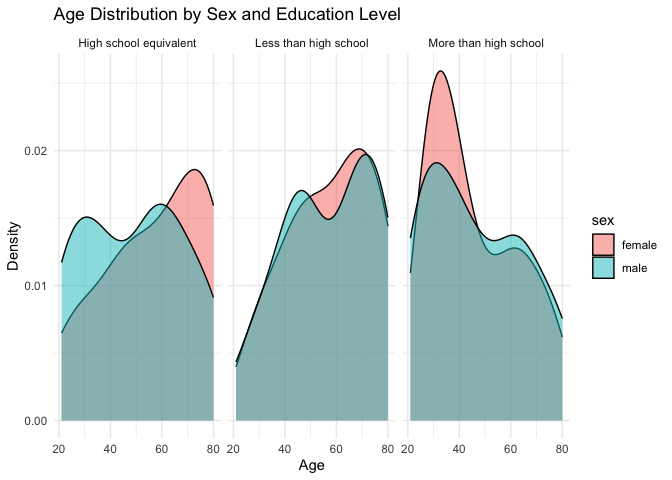 Age Distribution by Sex and Education Level
High school equivalent
Less than high school
More than high school
0.02
0.01
0.00
Density
20 40 60 80
20 40 60 80
20 40 60 80
Age
sex
female
male